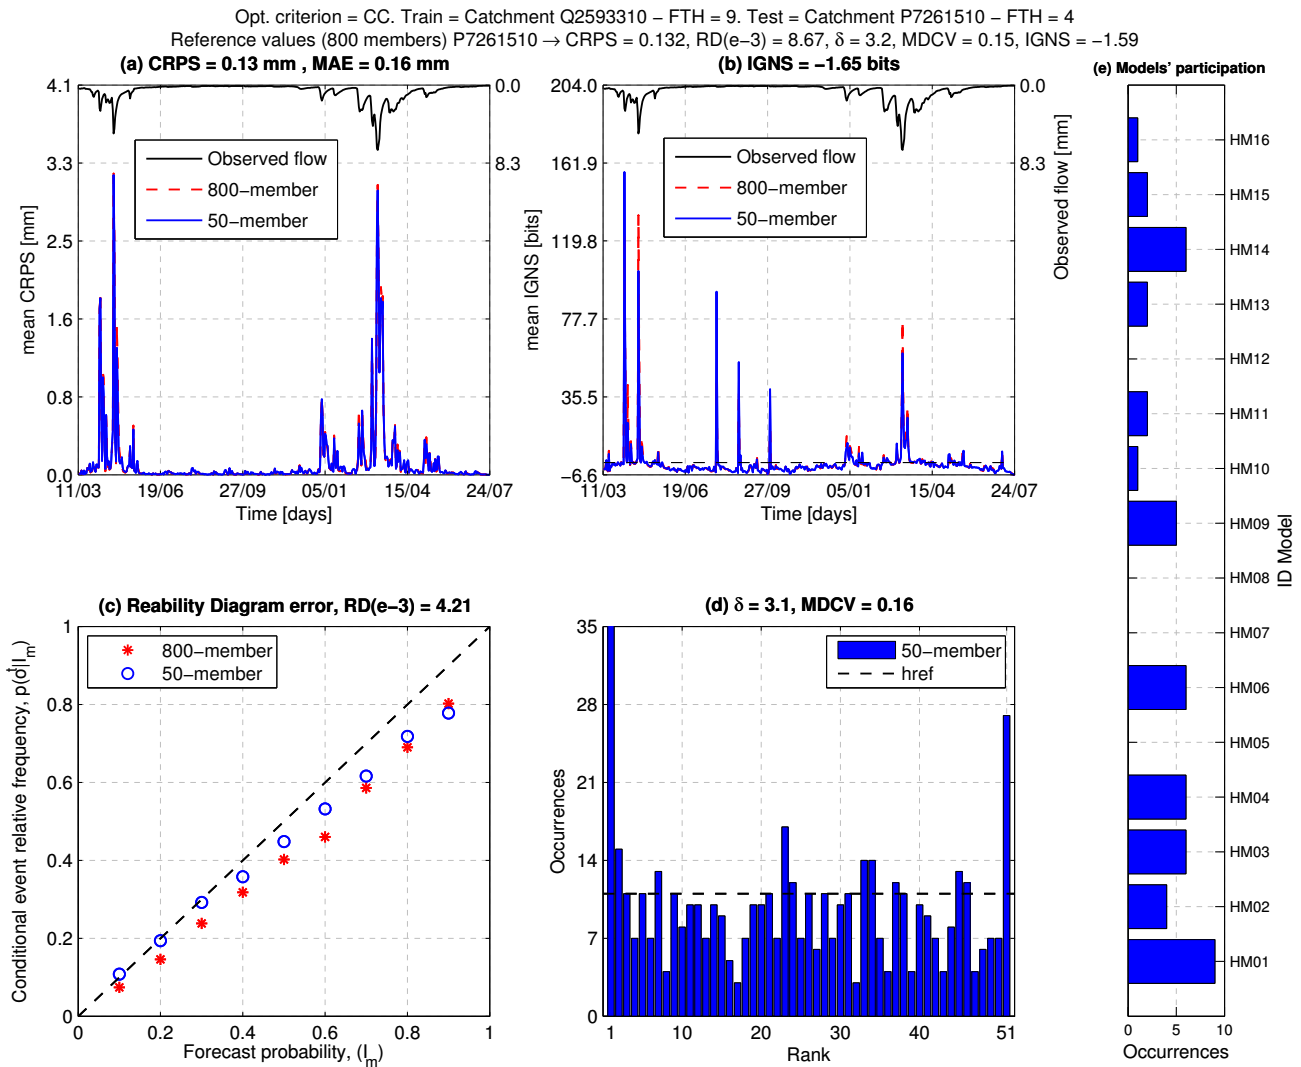 Opt. criterion = CC. Train = Catchment Q2593310 − FTH = 9. Test = Catchment P7261510 − FTH = 4
Reference values (800 members) P7261510 → CRPS = 0.132, RD(e−3) = 8.67, δ = 3.2, MDCV = 0.15, IGNS = −1.59
(a) CRPS = 0.13 mm , MAE = 0.16 mm
4.1
3.3
2.5
1.6
0.8
0.0
0.0
8.3
mean CRPS [mm]
Observed flow
800−member
50−member
11/03
19/06
27/09
05/01
15/04
24/07
Time [days]
(b) IGNS = −1.65 bits
204.0
161.9
119.8
77.7
35.5
−6.6
0.0
8.3
mean IGNS [bits]
Observed flow [mm]
Observed flow
800−member
50−member
11/03
19/06
27/09
05/01
15/04
24/07
Time [days]
(e) Models' participation
HM16
HM15
HM14
HM13
HM12
HM11
HM10
HM09
HM08
HM07
HM06
HM05
HM04
HM03
HM02
HM01
ID Model
0
5
10
Occurrences
(c) Reability Diagram error, RD(e−3) = 4.21
1
0.8
0.6
0.4
0.2
0
Conditional event relative frequency, p(o†|Im)
800−member
50−member
0
0.2
0.4
0.6
0.8
1
Forecast probability, (Im)
(d) δ = 3.1, MDCV = 0.16
35
28
21
14
7
0
Occurrences
50−member
href
1
10
20
30
40
51
Rank